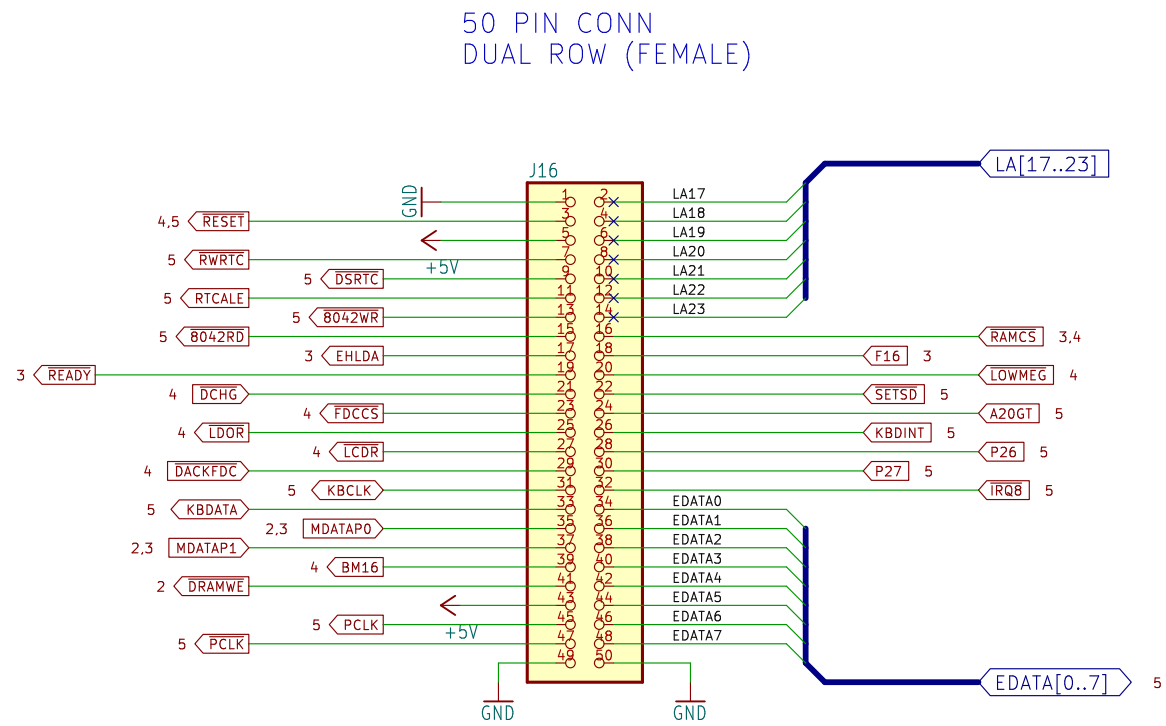 50 PIN CONN
DUAL ROW (FEMALE)
J16
LA[17..23]
GND 1 2 LA17
4,5 RESET 3 4 LA18
5 6 LA19
+5V
5 RWRTC 7 8 LA20
5 DSRTC 9 10 LA21
5 RTCALE 11 12 LA22
5 8042WR 13 14 LA23
5 8042RD 15 16 RAMCS 3,4
3 EHLDA 17 18 F16 3
3 READY 19 20 LOWMEG 4
4 DCHG 21 22 SETSD 5
4 FDCCS 23 24 A20GT 5
4 LDOR 25 26 KBDINT 5
4 LCDR 27 28 P26 5
4 DACKFDC 29 30 P27 5
5 KBCLK 31 32 IRQ8 5
5 KBDATA 33 34 EDATA0
2,3 MDATAP0 35 36 EDATA1
2,3 MDATAP1 37 38 EDATA2
4 BM16 39 40 EDATA3
2 DRAMWE 41 42 EDATA4
43 44 EDATA5
+5V
5 PCLK 45 46 EDATA6
5 PCLK 47 48 EDATA7
49 50
EDATA[0..7] 5
GND GND